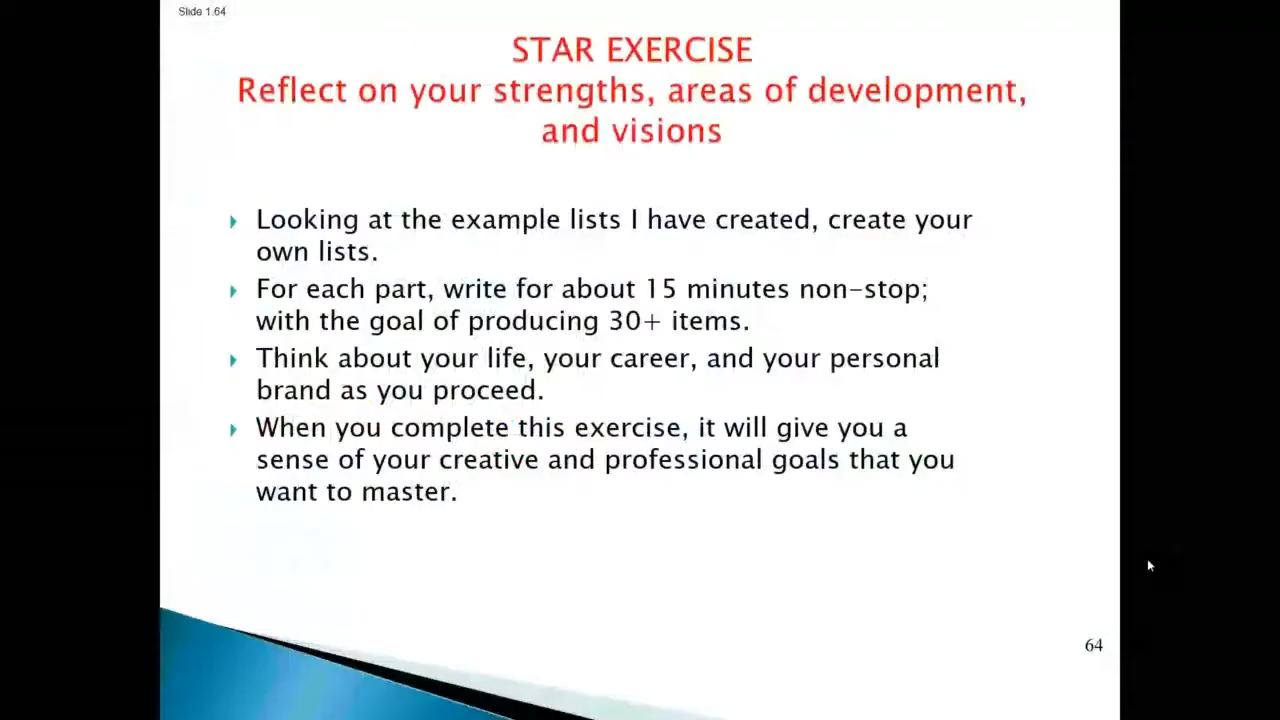 Slide 1.64
STAR EXERCISE
Reflect on your strengths, areas of development,
and visions
Looking at the example lists I have created, create your
own lists.
For each part, write for about 15 minutes non-stop;
with the goal of producing 30+ items.
Think about your life, your career, and your personal
brand as you proceed.
When you complete this exercise, it will give you a
sense of your creative and professional goals that you
want to master.
64